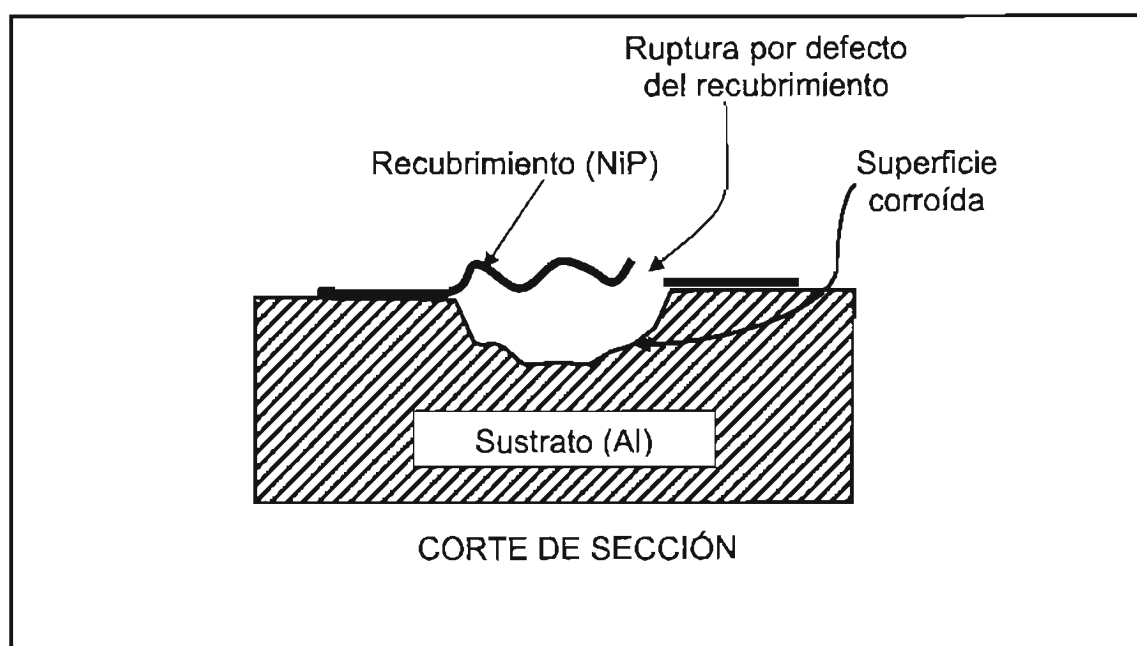 Ruptura por defecto
del recubrimiento
Recubrimiento (NiP)
Superficie
corroída
Sustrato (Al)
CORTE DE SECCIÓN